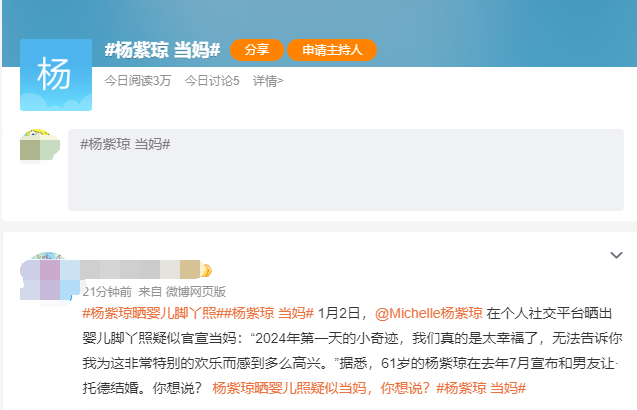 杨
#杨紫琼 当妈# 分享 申请主持人
今日阅读3万 今日讨论5 详情>
#杨紫琼 当妈#
21分钟前 来自 微博网页版
#杨紫琼晒婴儿脚丫照##杨紫琼 当妈# 1月2日，@Michelle杨紫琼 在个人社交平台晒出
婴儿脚丫照疑似官宣当妈：“2024年第一天的小奇迹，我们真的是太幸福了，无法告诉你
我为这非常特别的欢乐而感到多么高兴。”据悉，61岁的杨紫琼在去年7月宣布和男友让·
托德结婚。你想说？ 杨紫琼晒婴儿照疑似当妈，你想说？#杨紫琼 当妈#